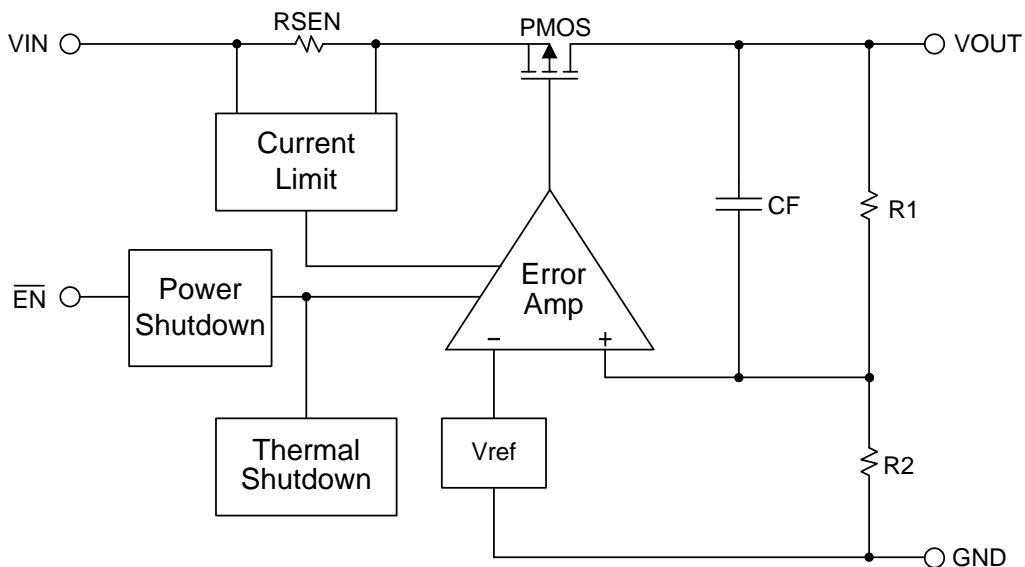 RSEN
PMOS
VIN
VOUT
Current
Limit
CF
R1
Error
Amp
EN
Power
Shutdown
−
+
Thermal
Shutdown
Vref
R2
GND